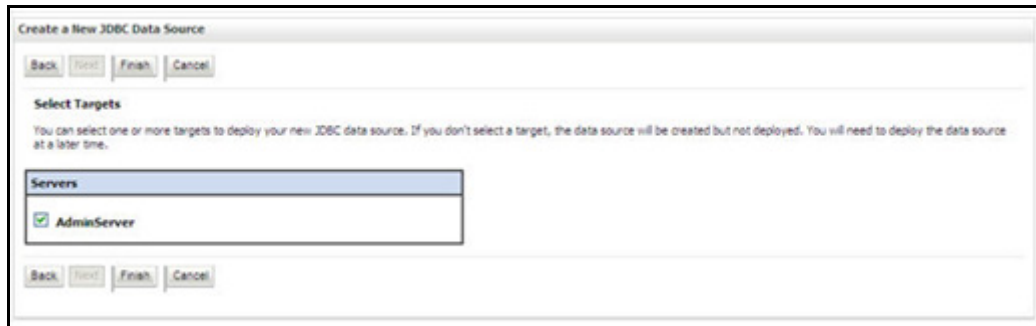 Create a New JDBC Data Source
Back Next Finish Cancel
Select Targets
You can select one or more targets to deploy your new JDBC data source. If you don't select a target, the data source will be created but not deployed. You will need to deploy the data source
at a later time.
Servers
AdminServer
Back Next Finish Cancel